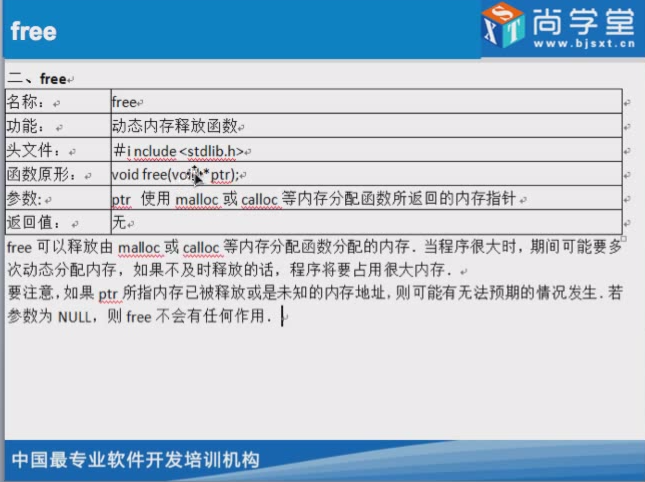 free
尚学堂
SXT
www.bjsxt.cn
二、free
名称： free
功能： 动态内存释放函数
头文件： #include <stdlib.h>
函数原形： void free(void *ptr);
参数: ptr 使用 malloc 或 calloc 等内存分配函数所返回的内存指针
返回值： 无
free 可以释放由 malloc 或 calloc 等内存分配函数分配的内存．当程序很大时，期间可能要多
次动态分配内存，如果不及时释放的话，程序将要占用很大内存．
要注意，如果 ptr 所指内存已被释放或是未知的内存地址，则可能有无法预期的情况发生．若
参数为 NULL，则 free 不会有任何作用．
中国最专业软件开发培训机构